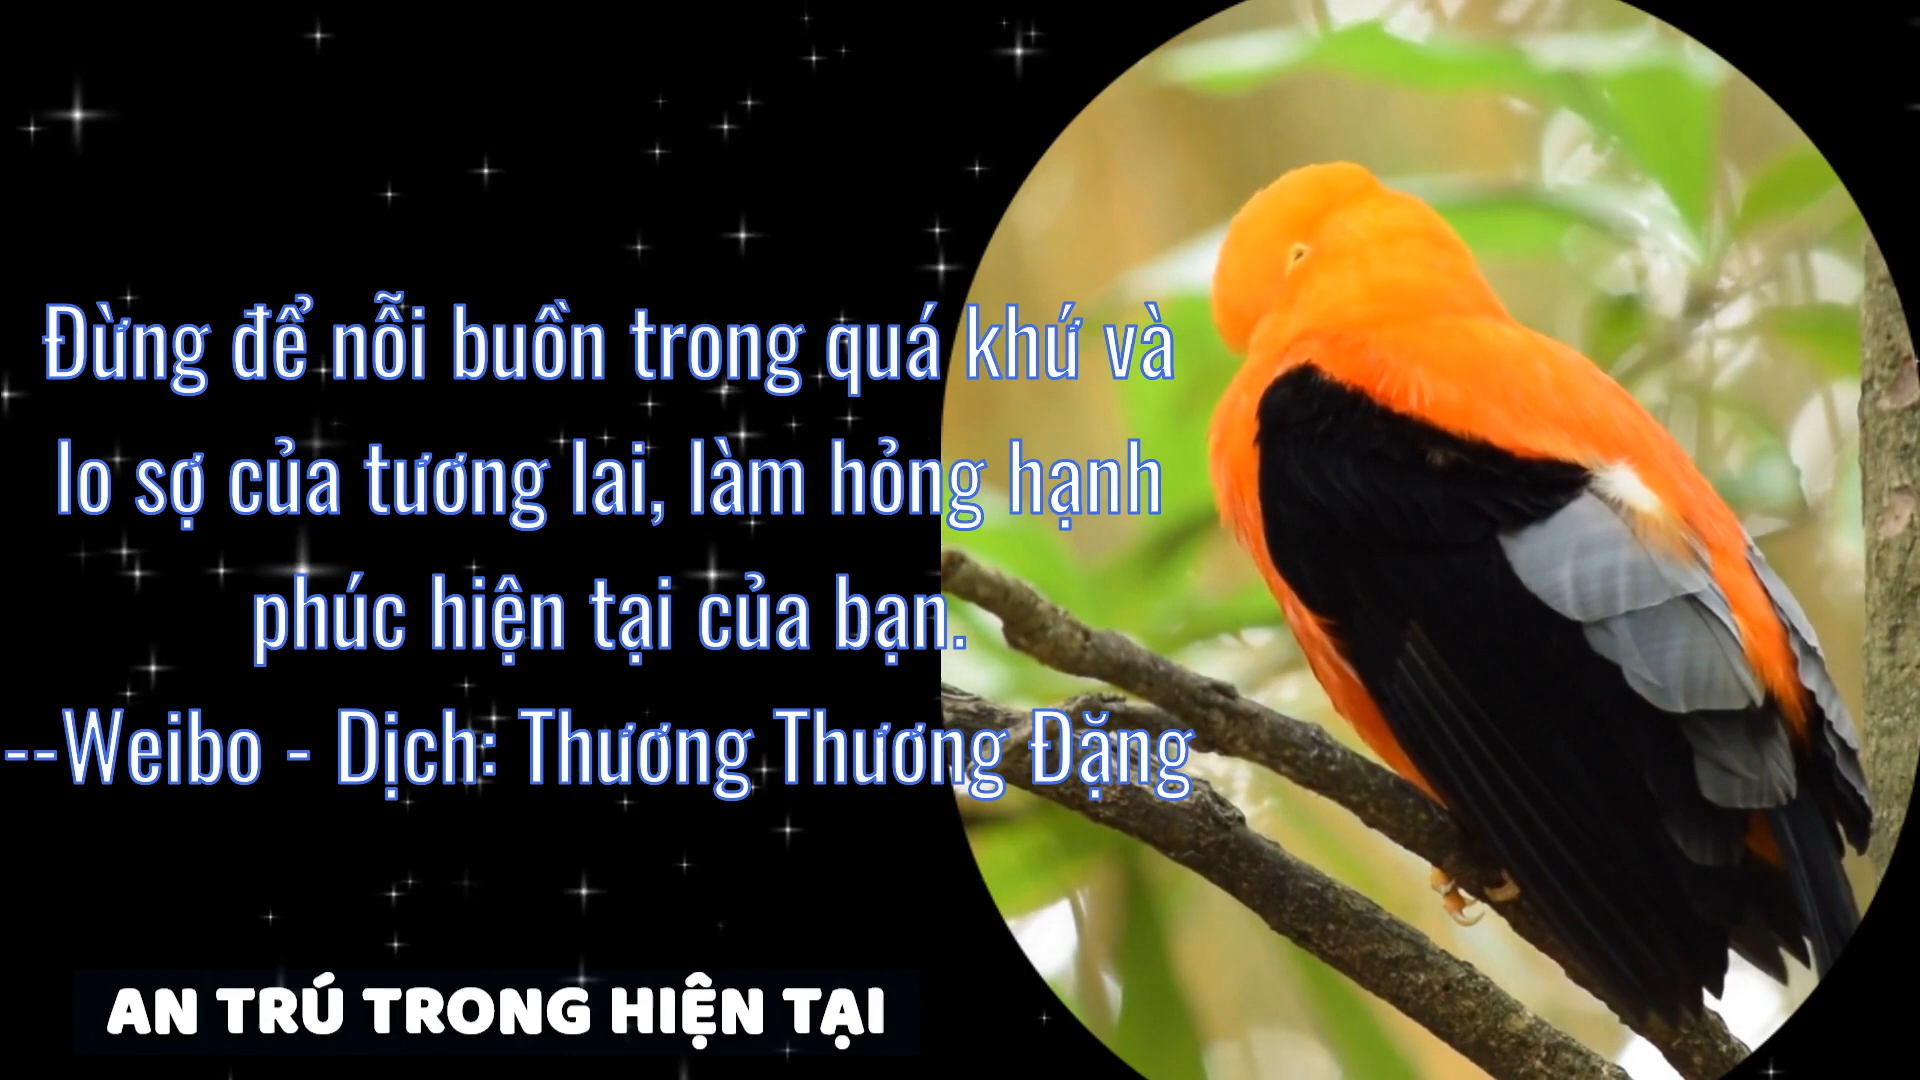 Đừng để nỗi buồn trong quá khứ và
lo sợ của tương lai, làm hỏng hạnh
phúc hiện tại của bạn.
--Weibo - Dịch: Thương Thương Đặng
AN TRÚ TRONG HIỆN TẠI